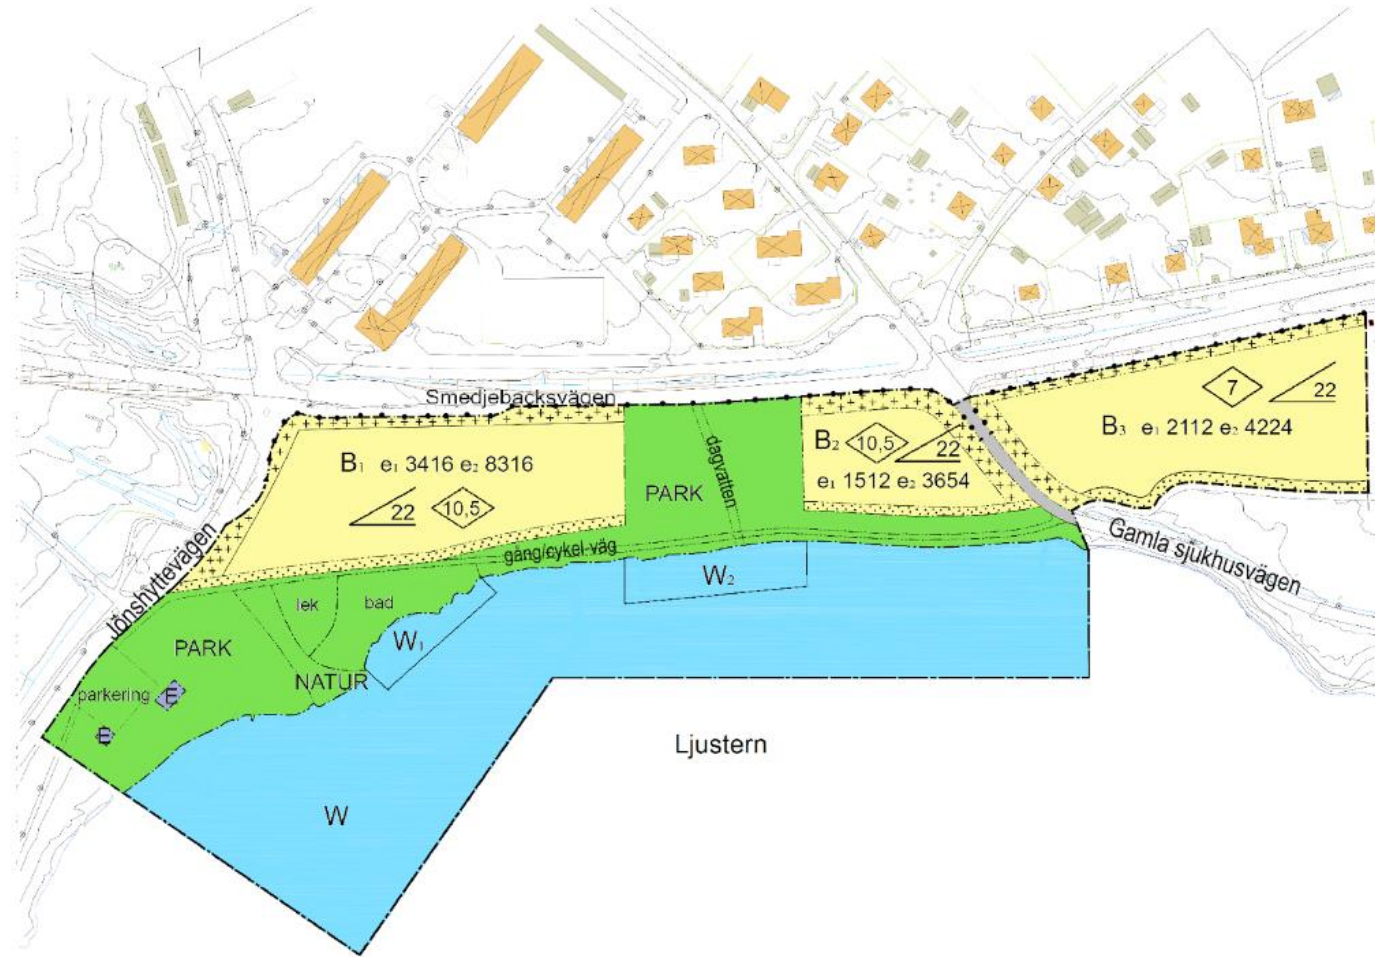 Smedjebacksvägen
7
22
B₃ e₁ 2112 e₂ 4224
B₁ e₁ 3416 e₂ 8316
22 10,5
dagvatten
PARK
B₂ 10,5 22
e₁ 1512 e₂ 3654
Jönshyttevägen
gång/cykel-väg
Gamla sjukhusvägen
W₂
lek
bad
W₁
PARK
NATUR
parkering
E
E
Ljustern
W